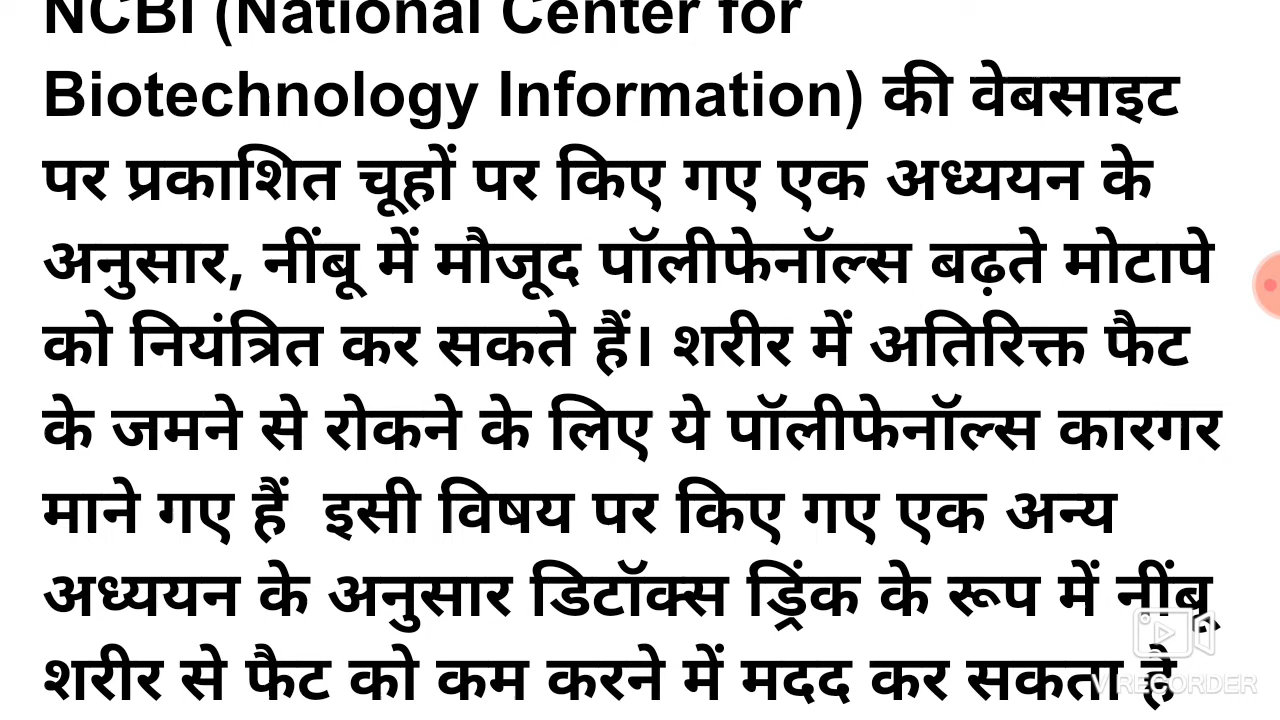 NCBI (National Center for
Biotechnology Information) की वेबसाइट
पर प्रकाशित चूहों पर किए गए एक अध्ययन के
अनुसार, नींबू में मौजूद पॉलीफेनॉल्स बढ़ते मोटापे
को नियंत्रित कर सकते हैं। शरीर में अतिरिक्त फैट
के जमने से रोकने के लिए ये पॉलीफेनॉल्स कारगर
माने गए हैं इसी विषय पर किए गए एक अन्य
अध्ययन के अनुसार डिटॉक्स ड्रिंक के रूप में नींबू
शरीर से फैट को कम करने में मदद कर सकता है
V RECORDER